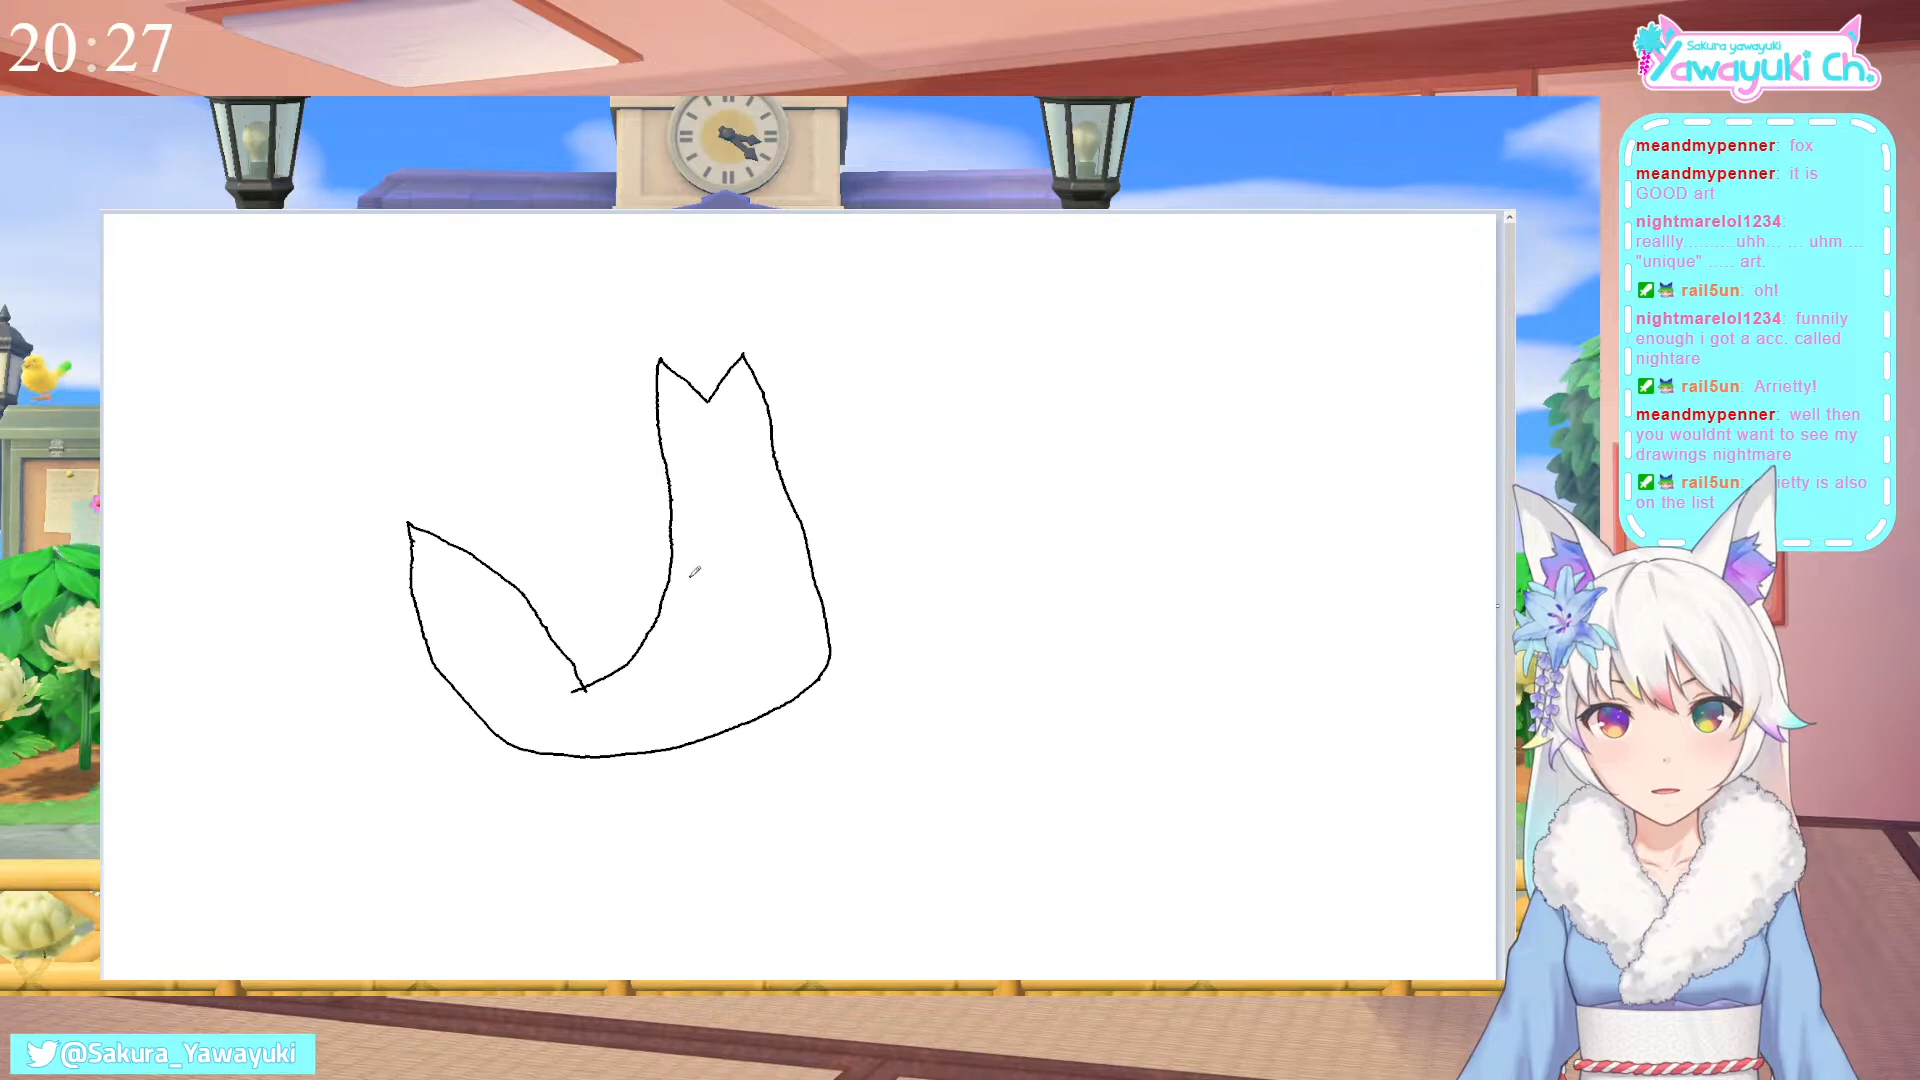 20:27
Sakura yawayuki
Yawayuki Ch.
meandmypenner: fox
meandmypenner: it is
GOOD art
nightmarelol1234:
reallly......... uhh... ... uhm....
"unique" ..... art.
rail5un: oh!
nightmarelol1234: funnily
enough i got a acc. called
nightare
rail5un: Arrietty!
meandmypenner: well then
you wouldnt want to see my
drawings nightmare
rail5un: ietty is also
on the list
@Sakura_Yawayuki